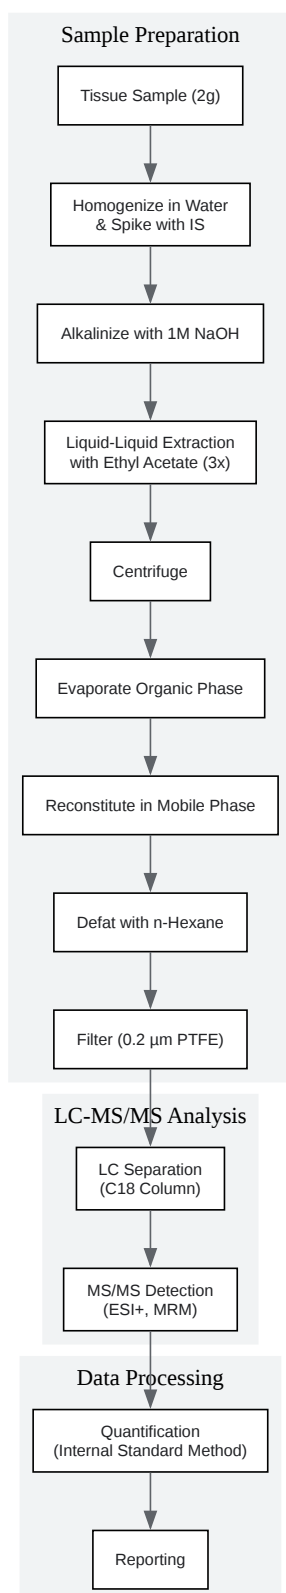 Sample Preparation
Tissue Sample (2g)
Homogenize in Water
& Spike with IS
Alkalinize with 1M NaOH
Liquid-Liquid Extraction
with Ethyl Acetate (3x)
Centrifuge
Evaporate Organic Phase
Reconstitute in Mobile Phase
Defat with n-Hexane
Filter (0.2 µm PTFE)
LC-MS/MS Analysis
LC Separation
(C18 Column)
MS/MS Detection
(ESI+, MRM)
Data Processing
Quantification
(Internal Standard Method)
Reporting